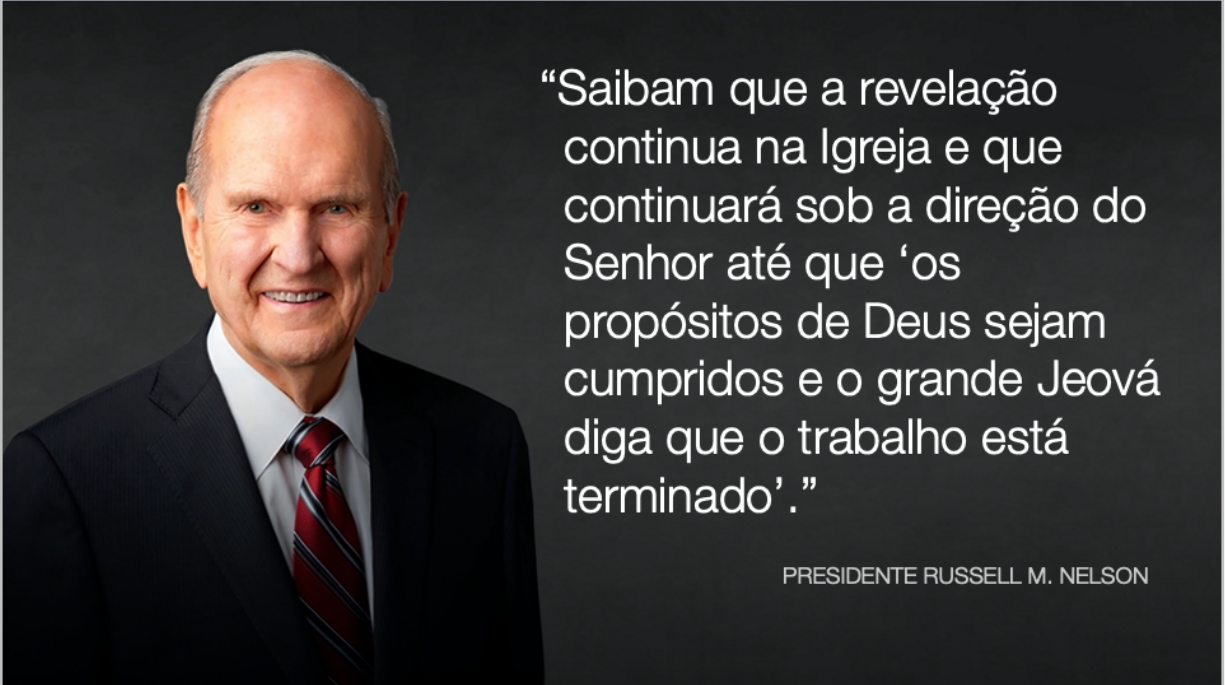 “Saibam que a revelação
continua na Igreja e que
continuará sob a direção do
Senhor até que ‘os
propósitos de Deus sejam
cumpridos e o grande Jeová
diga que o trabalho está
terminado’.”
PRESIDENTE RUSSELL M. NELSON